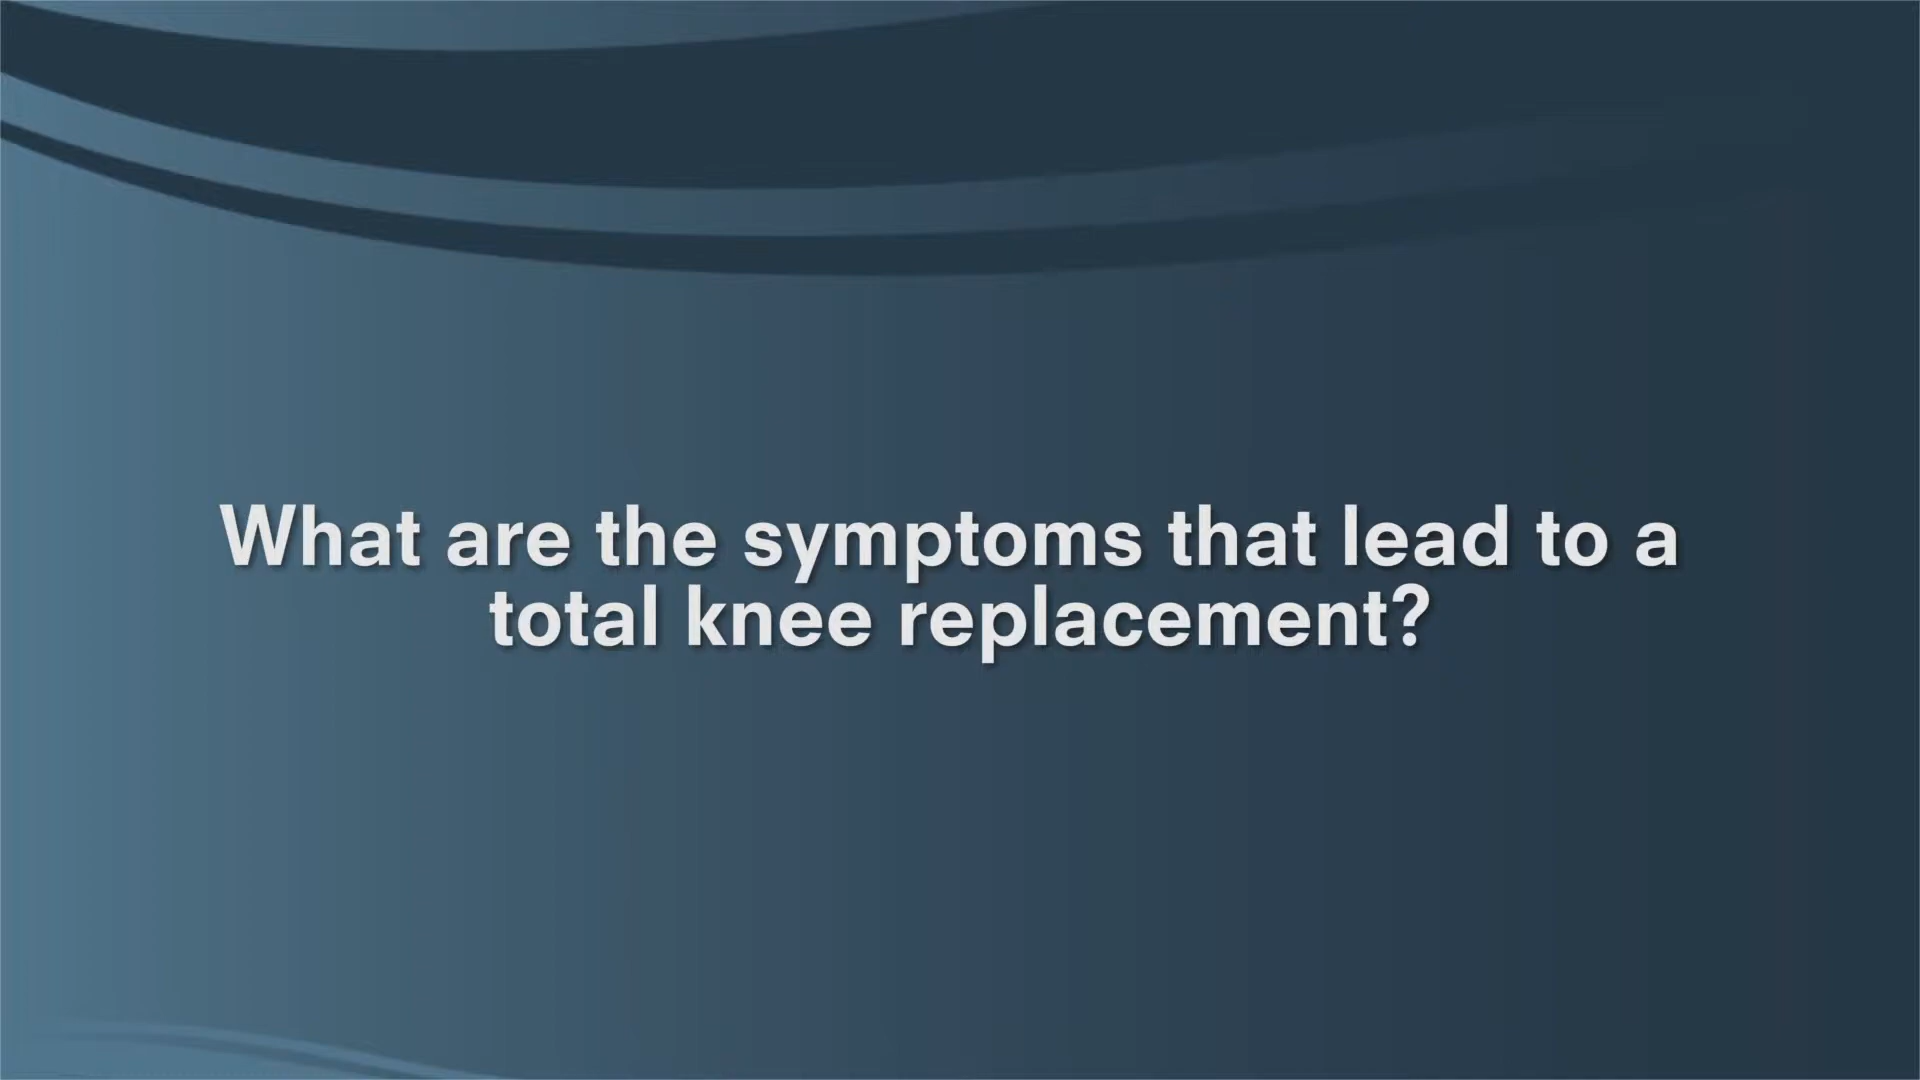 What are the symptoms that lead to a
total knee replacement?